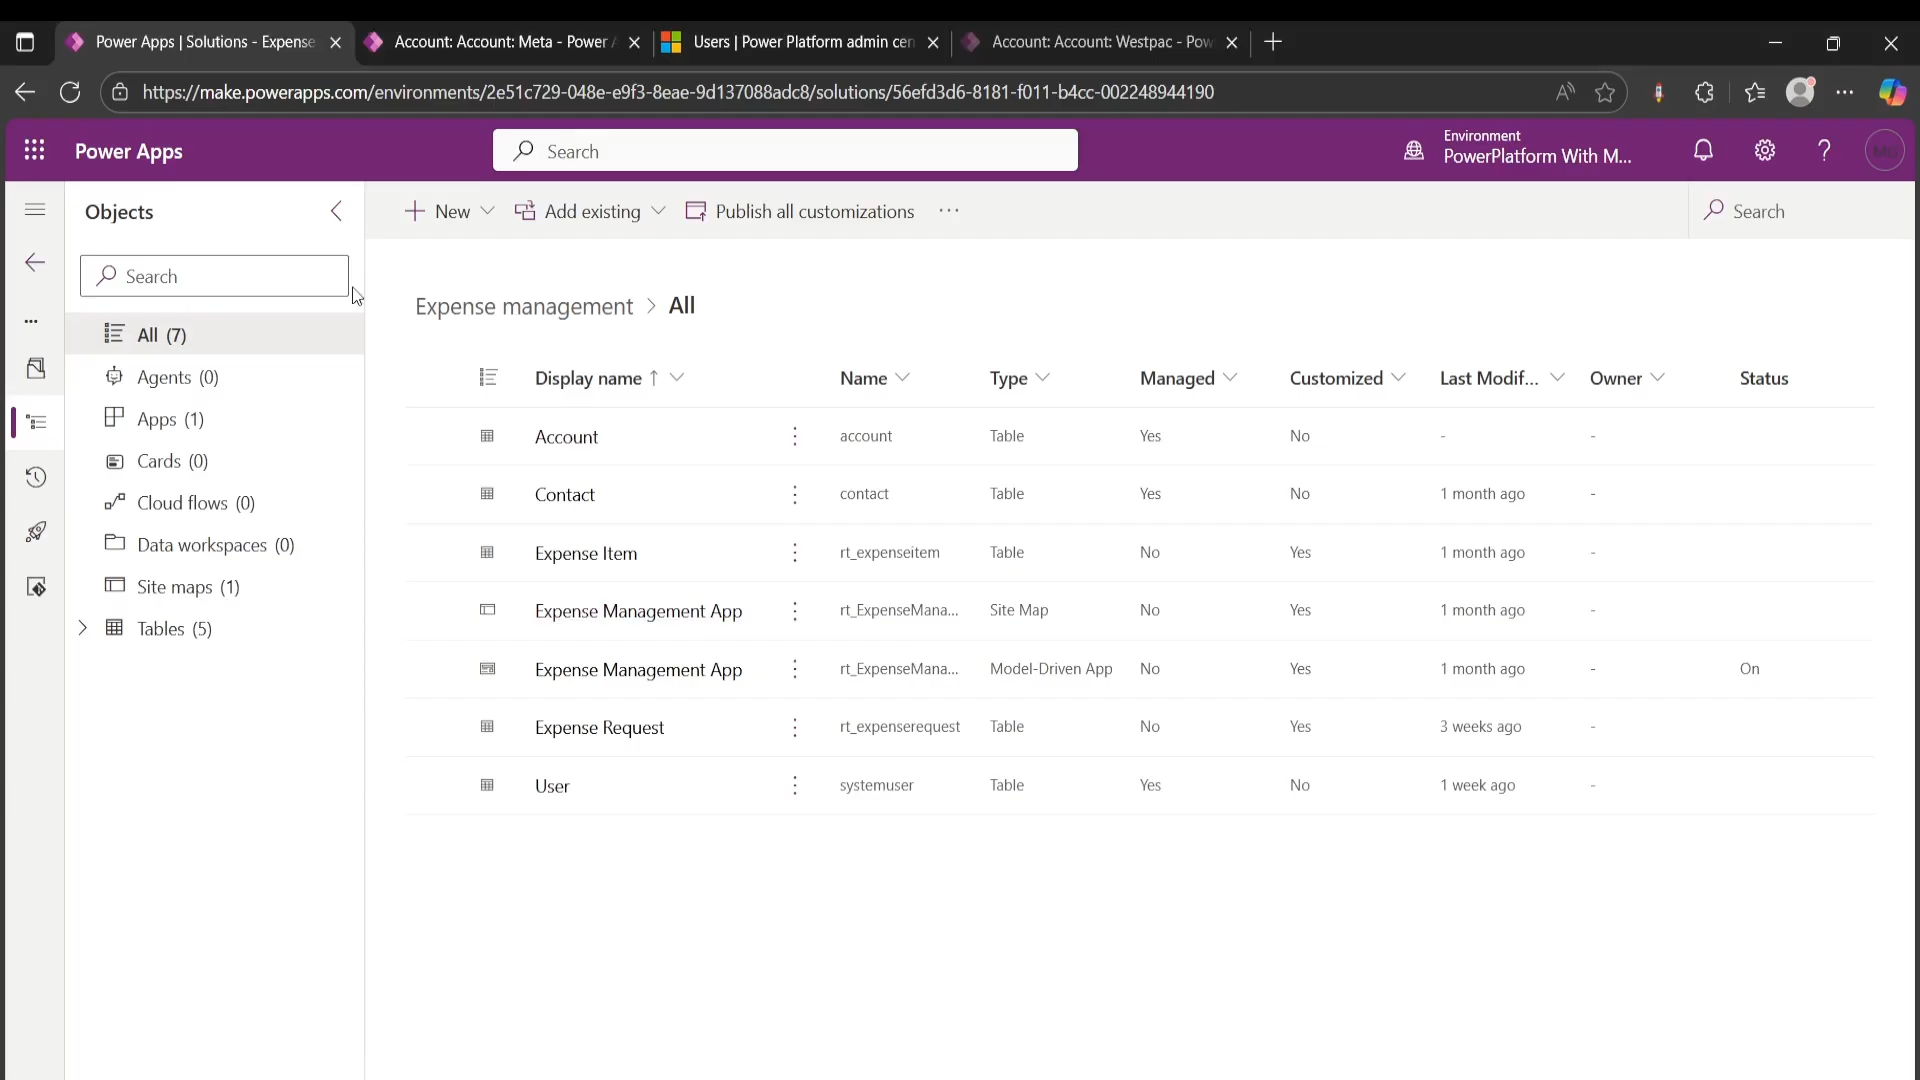 Power Apps | Solutions - Expense
Account: Account: Meta - Power A
Users | Power Platform admin cen
Account: Account: Westpac - Pow
https://make.powerapps.com/environments/2e51c729-048e-e9f3-8eae-9d137088adc8/solutions/56efd3d6-8181-f011-b4cc-002248944190
Power Apps
Search
Environment
PowerPlatform With M...
Objects
New
Add existing
Publish all customizations
Search
Search
Expense management > All
All (7)
Agents (0)
Apps (1)
Cards (0)
Cloud flows (0)
Data workspaces (0)
Site maps (1)
Tables (5)
Display name ↑ Name Type Managed Customized Last Modif... Owner Status
Account account Table Yes No - -
Contact contact Table Yes No 1 month ago -
Expense Item rt_expenseitem Table No Yes 1 month ago -
Expense Management App rt_ExpenseMana... Site Map No Yes 1 month ago -
Expense Management App rt_ExpenseMana... Model-Driven App No Yes 1 month ago - On
Expense Request rt_expenserequest Table No Yes 3 weeks ago -
User systemuser Table Yes No 1 week ago -